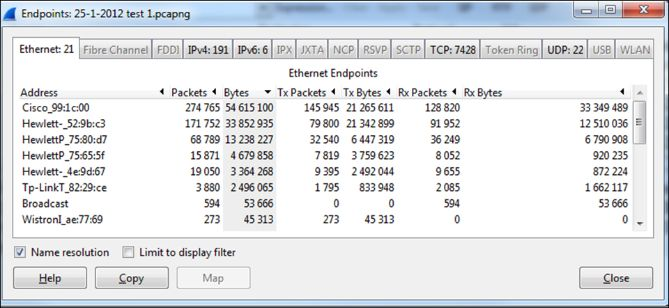 Endpoints: 25-1-2012 test 1.pcapng
Ethernet: 21 Fibre Channel FDDI IPv4: 191 IPv6: 6 IPX JXTA NCP RSVP SCTP TCP: 7428 Token Ring UDP: 22 USB WLAN
Ethernet Endpoints
Address Packets Bytes Tx Packets Tx Bytes Rx Packets Rx Bytes
Cisco_99:1c:00 274 765 54 615 100 145 945 21 265 611 128 820 33 349 489
Hewlett-_52:9b:c3 171 752 33 852 935 79 800 21 342 899 91 952 12 510 036
HewlettP_75:80:d7 68 789 13 238 227 32 540 6 447 319 36 249 6 790 908
HewlettP_75:65:5f 15 871 4 679 858 7 819 3 759 623 8 052 920 235
Hewlett-_4e:9d:67 19 050 3 364 268 9 395 2 492 044 9 655 872 224
Tp-LinkT_82:29:ce 3 880 2 496 065 1 795 833 948 2 085 1 662 117
Broadcast 594 53 666 0 0 594 53 666
WistronI_ae:77:69 273 45 313 273 45 313 0 0
Name resolution Limit to display filter
Help Copy Map Close